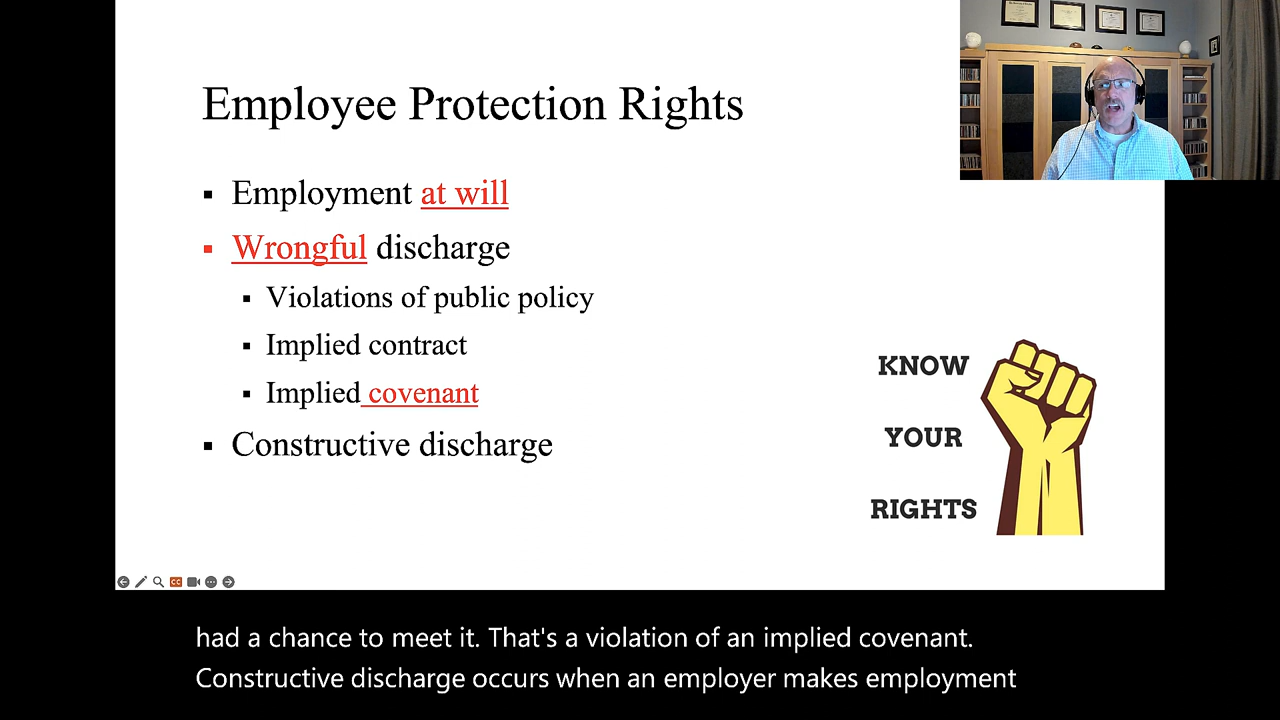 Employee Protection Rights
▪ Employment at will
▪ Wrongful discharge
▪ Violations of public policy
▪ Implied contract
▪ Implied covenant
▪ Constructive discharge
KNOW
YOUR
RIGHTS
CC
had a chance to meet it. That's a violation of an implied covenant.
Constructive discharge occurs when an employer makes employment